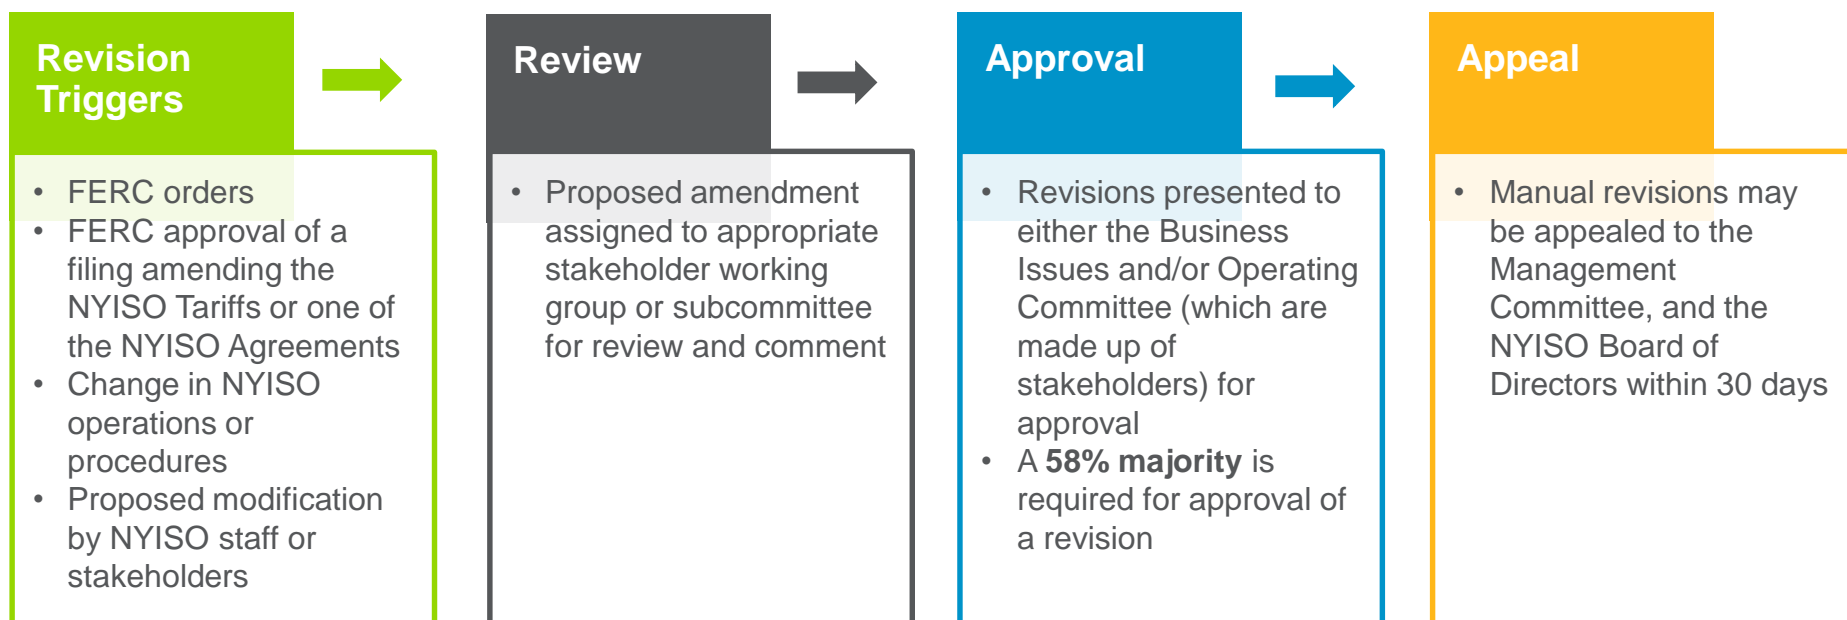 Revision
Triggers
• FERC orders
• FERC approval of a
filing amending the
NYISO Tariffs or one of
the NYISO Agreements
• Change in NYISO
operations or
procedures
• Proposed modification
by NYISO staff or
stakeholders
Review
• Proposed amendment
assigned to appropriate
stakeholder working
group or subcommittee
for review and comment
Approval
• Revisions presented to
either the Business
Issues and/or Operating
Committee (which are
made up of
stakeholders) for
approval
• A 58% majority is
required for approval of
a revision
Appeal
• Manual revisions may
be appealed to the
Management
Committee, and the
NYISO Board of
Directors within 30 days